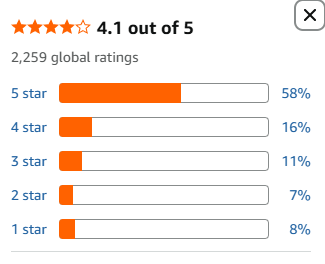 4.1 out of 5
2,259 global ratings
5 star 58%
4 star 16%
3 star 11%
2 star 7%
1 star 8%